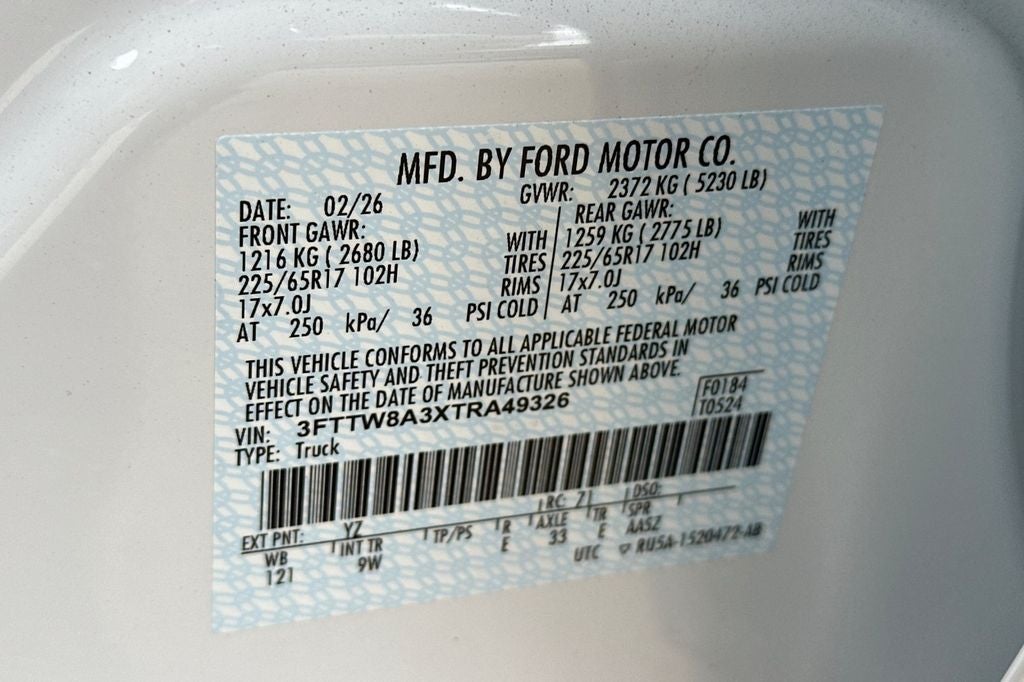 MFD. BY FORD MOTOR CO.
DATE: 02/26 GVWR: 2372 KG ( 5230 LB)
FRONT GAWR: REAR GAWR:
1216 KG ( 2680 LB) WITH 1259 KG ( 2775 LB) WITH
225/65R17 102H TIRES 225/65R17 102H TIRES
17x7.0J RIMS 17x7.0J RIMS
AT 250 kPa/ 36 PSI COLD AT 250 kPa/ 36 PSI COLD
THIS VEHICLE CONFORMS TO ALL APPLICABLE FEDERAL MOTOR
VEHICLE SAFETY AND THEFT PREVENTION STANDARDS IN
EFFECT ON THE DATE OF MANUFACTURE SHOWN ABOVE.
VIN: 3FTTW8A3XTRA49326 F0184
TYPE: Truck T0524
EXT PNT: YZ RC: 71 DSO:
WB INT TR TP/PS R AXLE TR SPR
121 9W E 33 E AASZ
UTC RU5A-1520472-AB